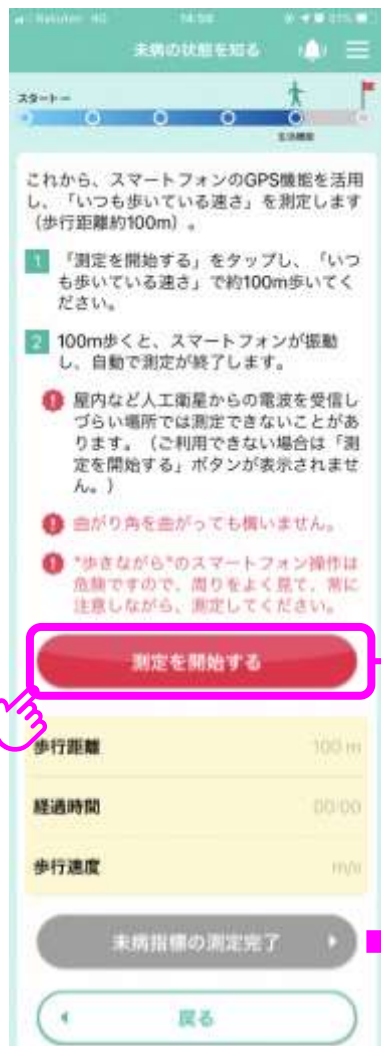 Rakuten 4G 14:58
未病の状態を知る
スタート
生活機能
これから、スマートフォンのGPS機能を活用
し、「いつも歩いている速さ」を測定します
(歩行距離約100m)。
1 「測定を開始する」をタップし、「いつ
も歩いている速さ」で約100m歩いてく
ださい。
2 100m歩くと、スマートフォンが振動
し、自動で測定が終了します。
屋内など人工衛星からの電波を受信し
づらい場所では測定できないことがあ
ります。(ご利用できない場合は「測
定を開始する」ボタンが表示されませ
ん。)
曲がり角を曲がっても構いません。
"歩きながら"のスマートフォン操作は
危険ですので、周りをよく見て、常に
注意しながら、測定してください。
測定を開始する
歩行距離 100 m
経過時間 00:00
歩行速度 m/s
未病指標の測定完了
戻る